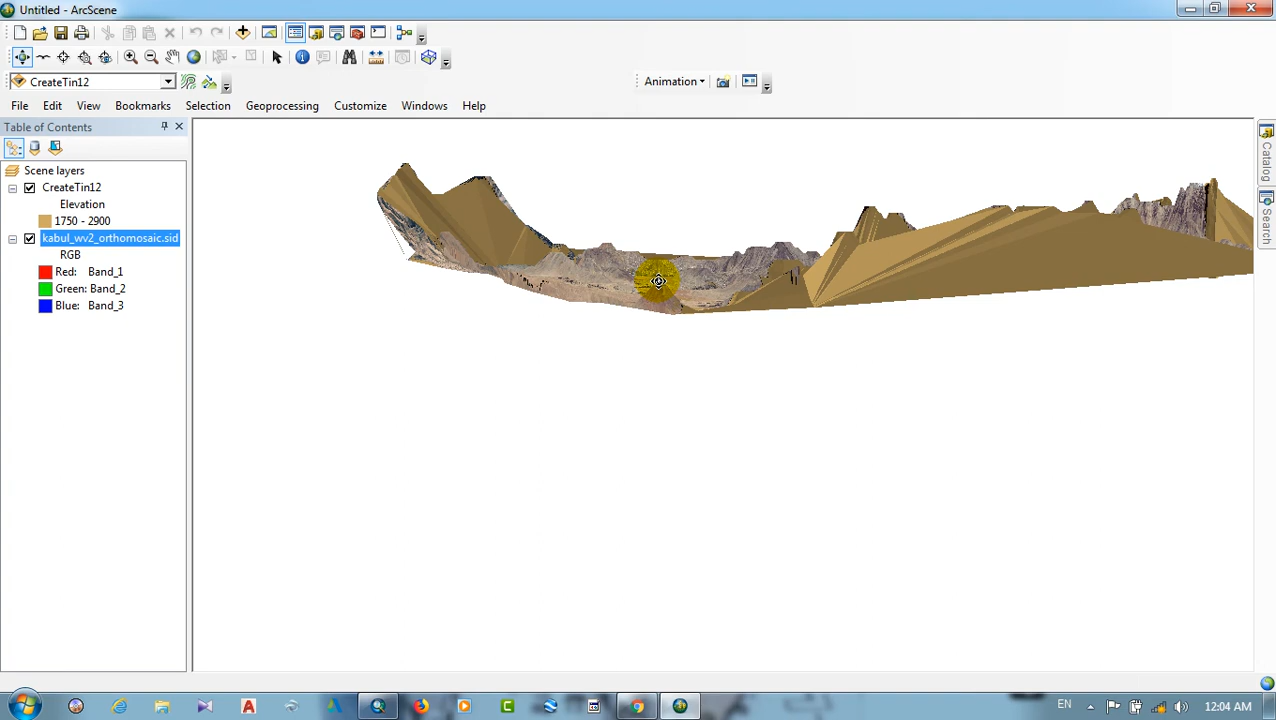 Untitled - ArcScene
CreateTin12
Animation
File Edit View Bookmarks Selection Geoprocessing Customize Windows Help
Table of Contents
Scene layers
CreateTin12
Elevation
1750 - 2900
kabul_wv2_orthomosaic.sid
RGB
Red: Band_1
Green: Band_2
Blue: Band_3
Catalog
Search
EN
12:04 AM